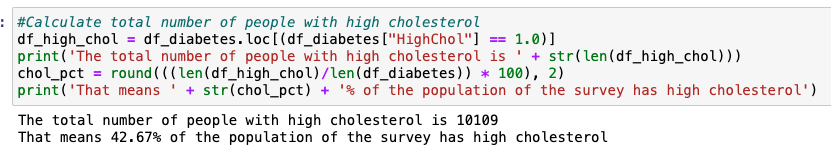 :
#Calculate total number of people with high cholesterol
df_high_chol = df_diabetes.loc[(df_diabetes["HighChol"] == 1.0)]
print('The total number of people with high cholesterol is ' + str(len(df_high_chol)))
chol_pct = round(((len(df_high_chol)/len(df_diabetes)) * 100), 2)
print('That means ' + str(chol_pct) + '% of the population of the survey has high cholesterol')
The total number of people with high cholesterol is 10109
That means 42.67% of the population of the survey has high cholesterol